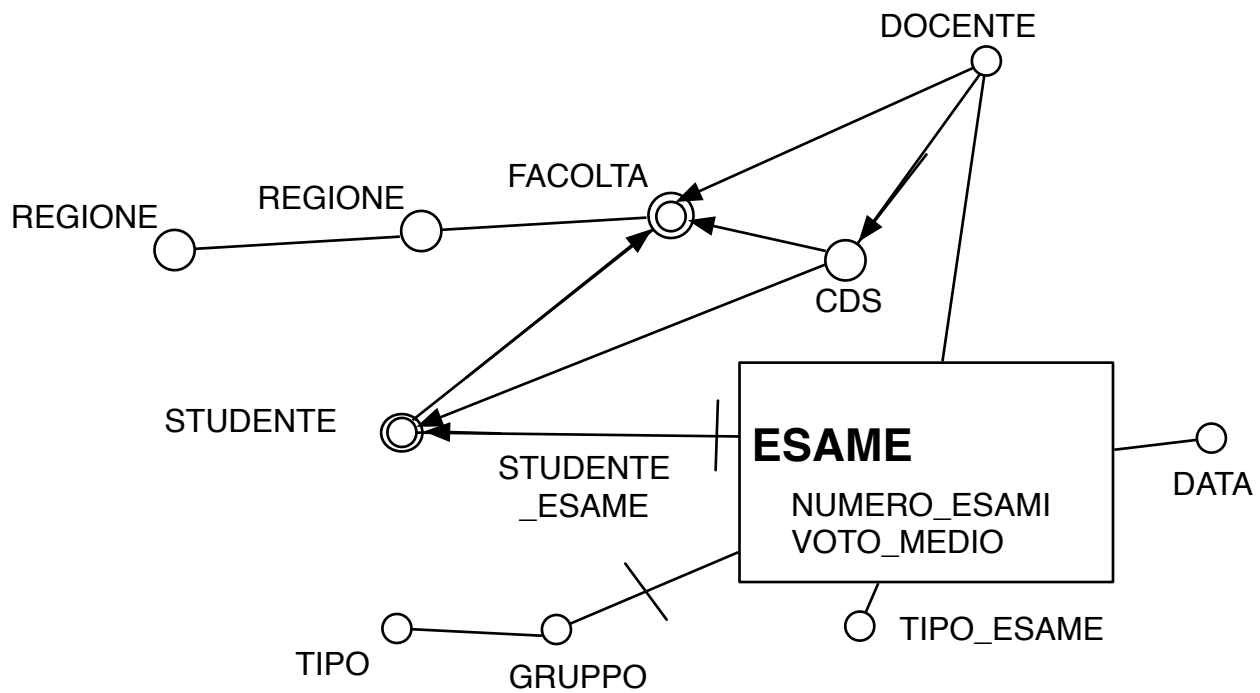 DOCENTE
FACOLTA
REGIONE
REGIONE
CDS
STUDENTE
ESAME
STUDENTE
_ESAME
DATA
NUMERO_ESAMI
VOTO_MEDIO
TIPO_ESAME
TIPO
GRUPPO